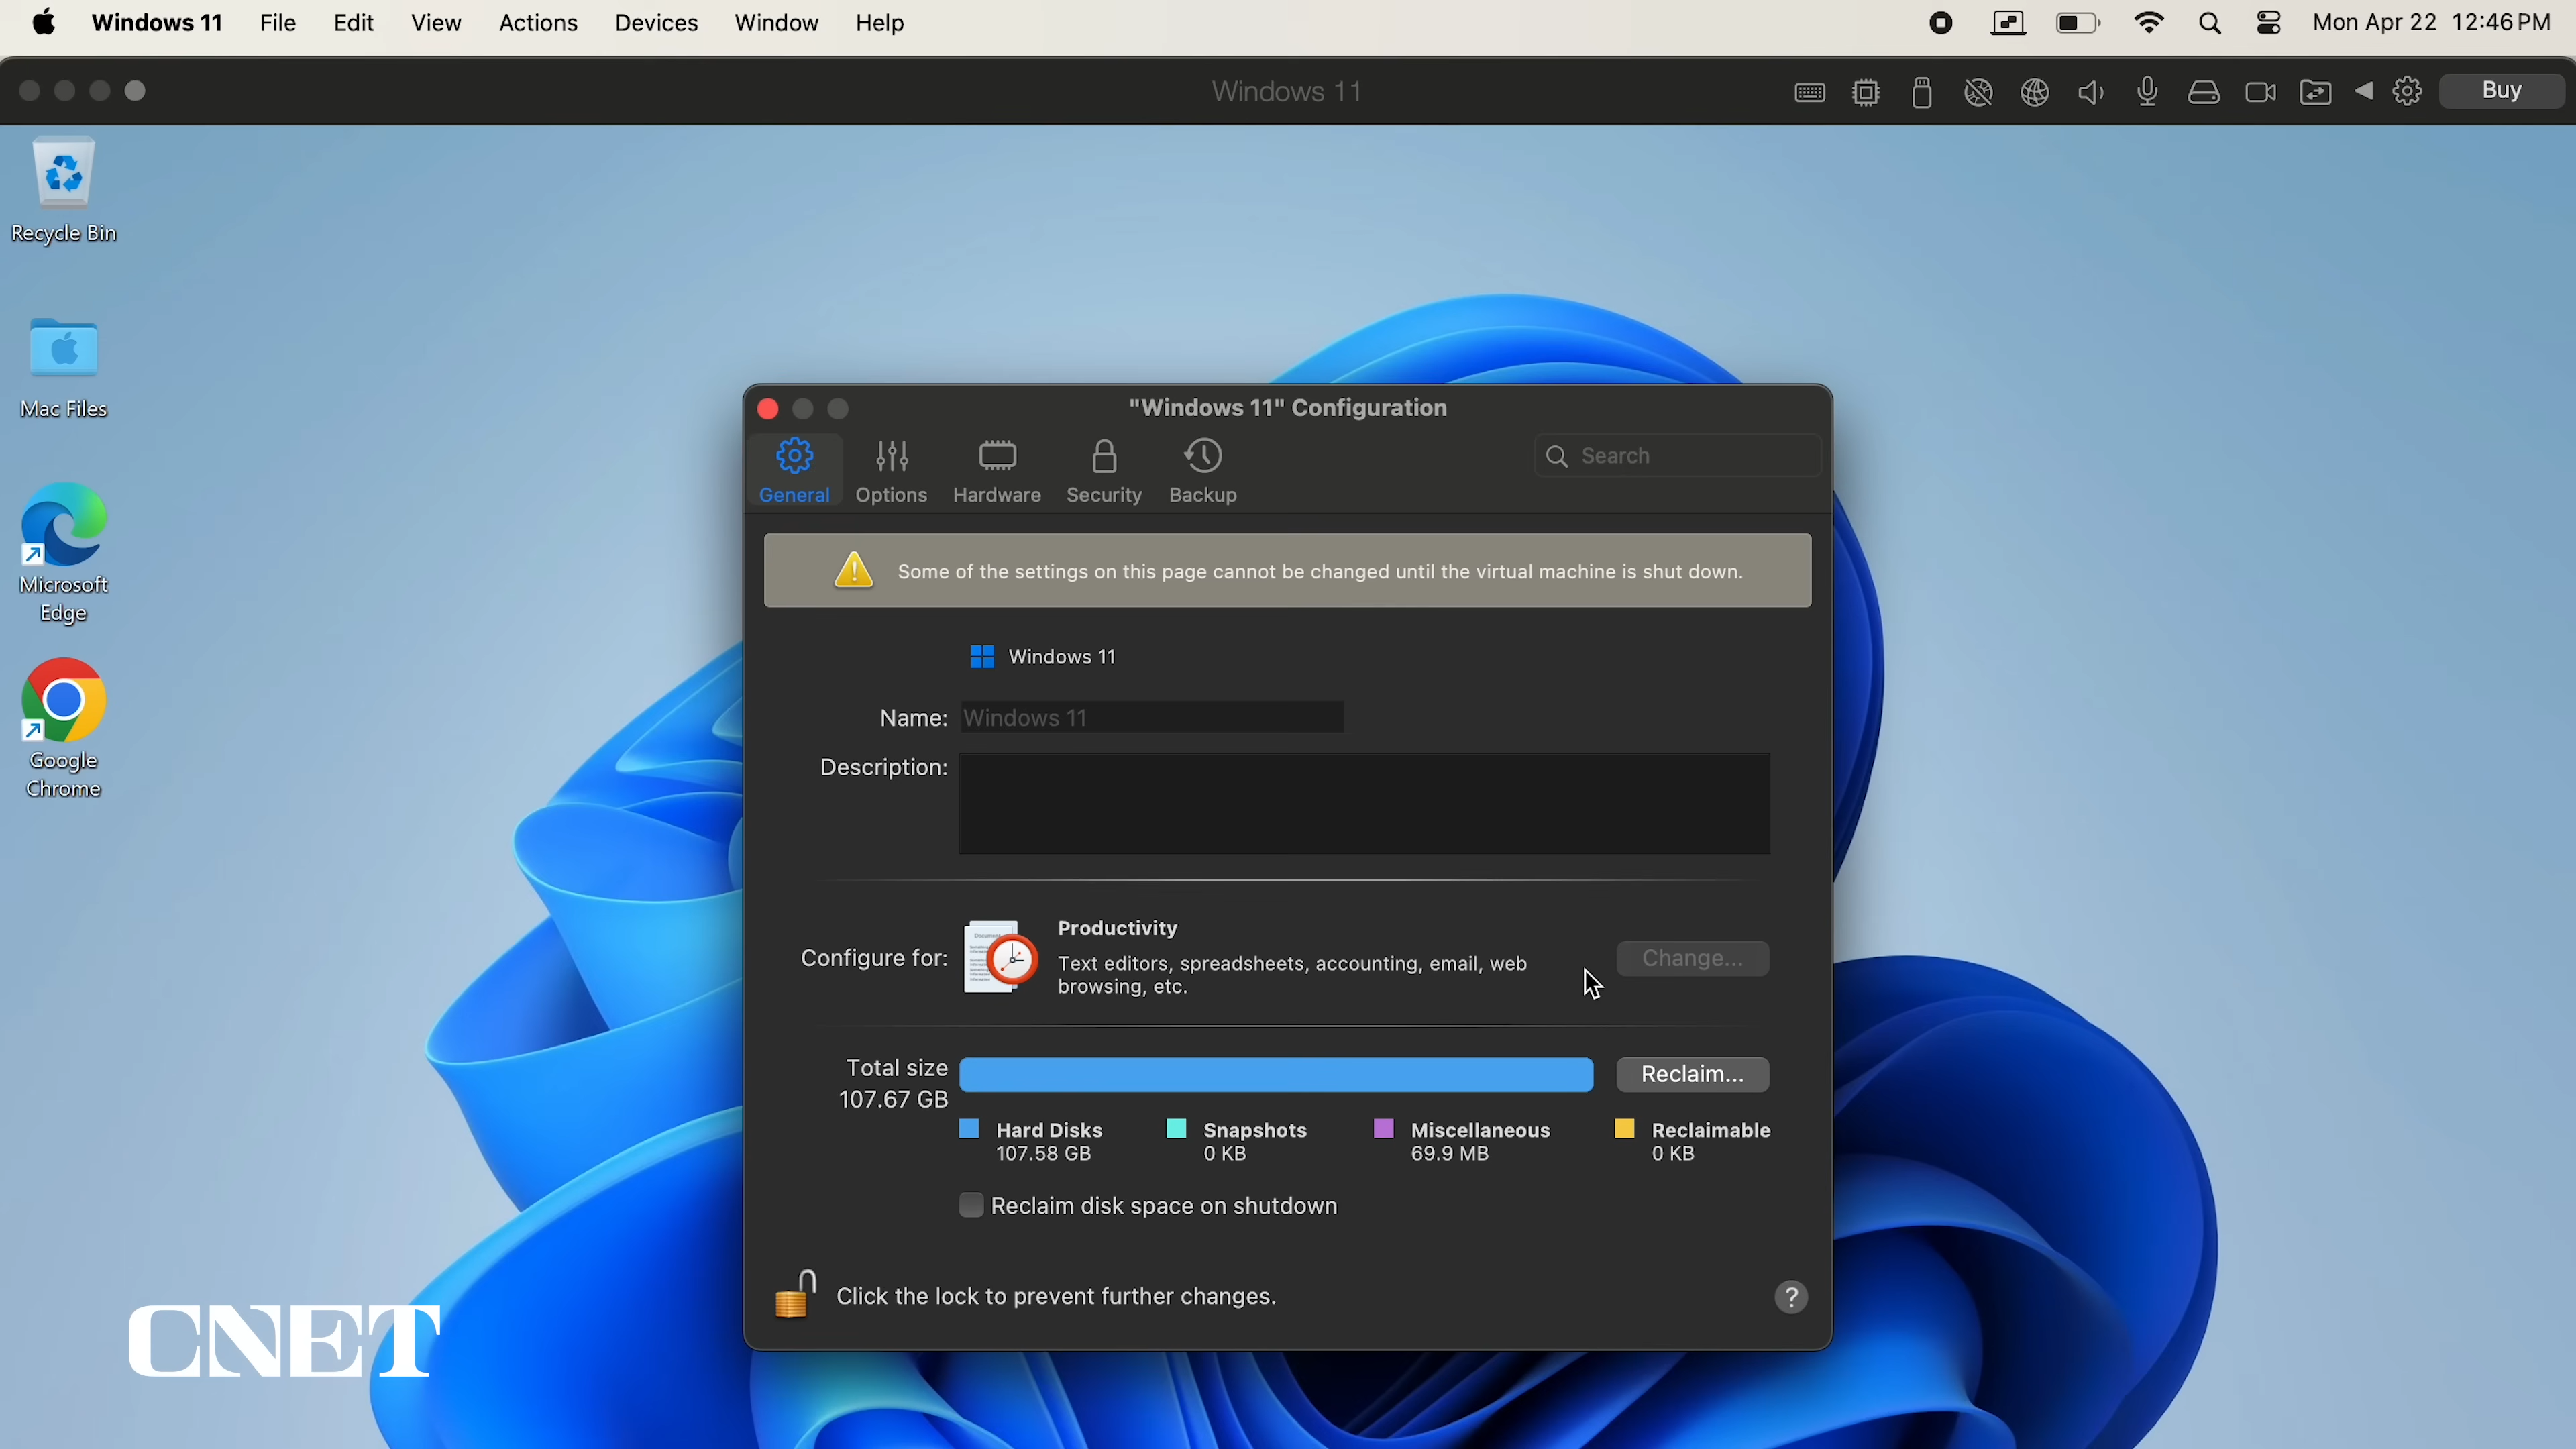 Windows 11 File Edit View Actions Devices Window Help Mon Apr 22 12:46 PM
Windows 11 Buy
Recycle Bin
Mac Files
Microsoft
Edge
Google
Chrome
"Windows 11" Configuration
General Options Hardware Security Backup Search
Some of the settings on this page cannot be changed until the virtual machine is shut down.
Windows 11
Name: Windows 11
Description:
Configure for: Productivity
Text editors, spreadsheets, accounting, email, web
browsing, etc.
Change...
Total size
107.67 GB
Reclaim...
Hard Disks Snapshots Miscellaneous Reclaimable
107.58 GB 0 KB 69.9 MB 0 KB
Reclaim disk space on shutdown
Click the lock to prevent further changes. ?
CNET